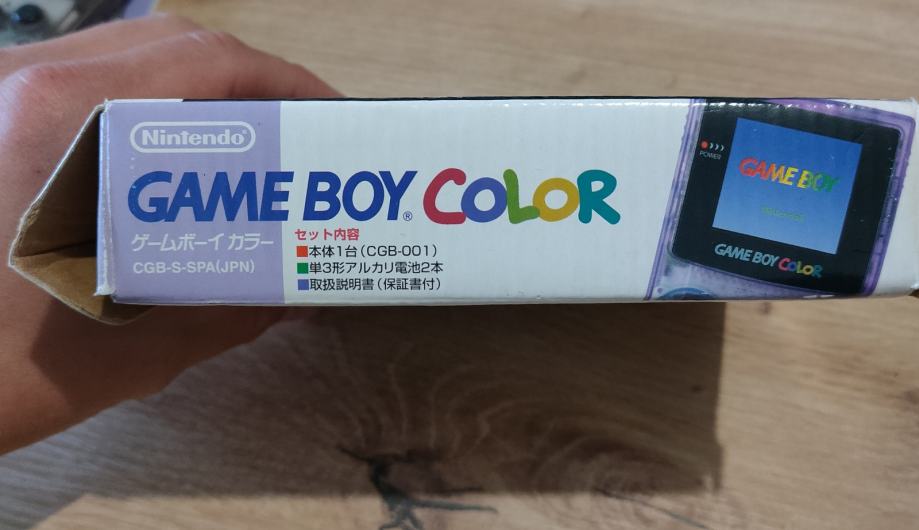 Nintendo®
GAME BOY® COLOR
ゲームボーイ カラー
CGB-S-SPA(JPN)
セット内容
■本体1台(CGB-001)
■単3形アルカリ電池2本
■取扱説明書(保証書付)
POWER
GAME BOY
GAME BOY COLOR